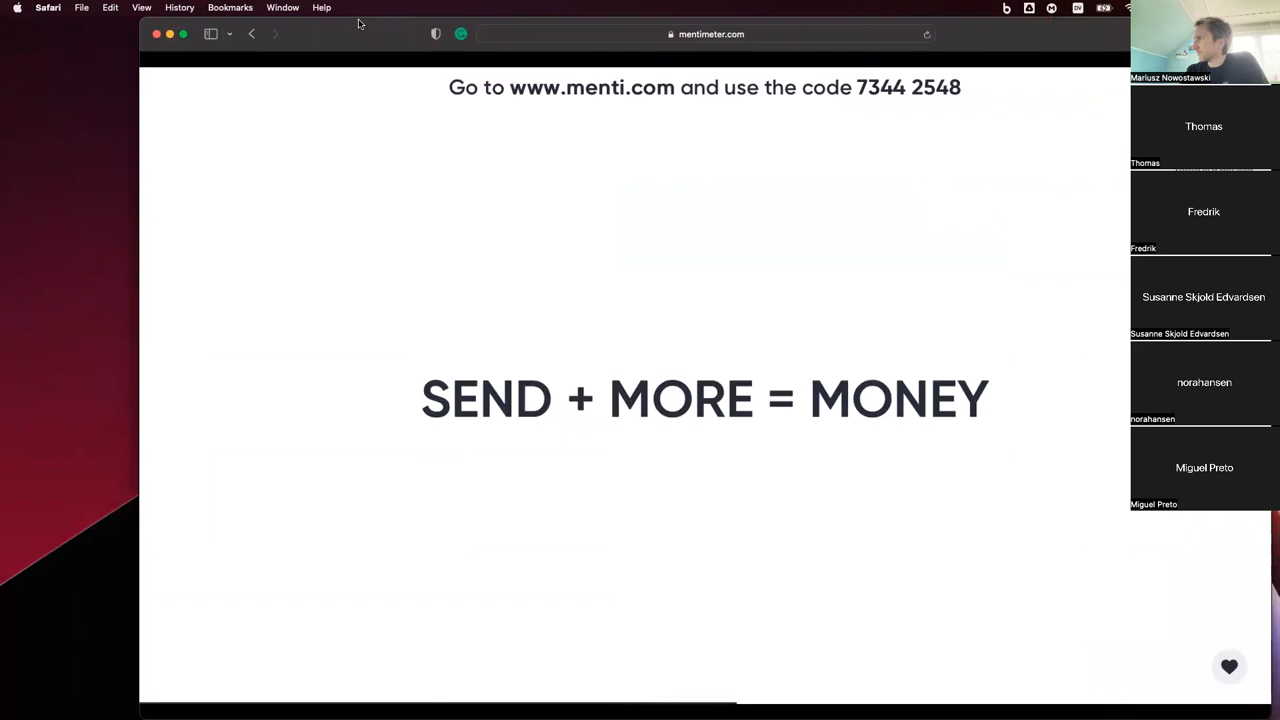 Safari File Edit View History Bookmarks Window Help
mentimeter.com
Go to www.menti.com and use the code 7344 2548
SEND + MORE = MONEY
Mariusz Nowostawski
Thomas
Thomas
Fredrik
Fredrik
Susanne Skjold Edvardsen
Susanne Skjold Edvardsen
norahansen
norahansen
Miguel Preto
Miguel Preto